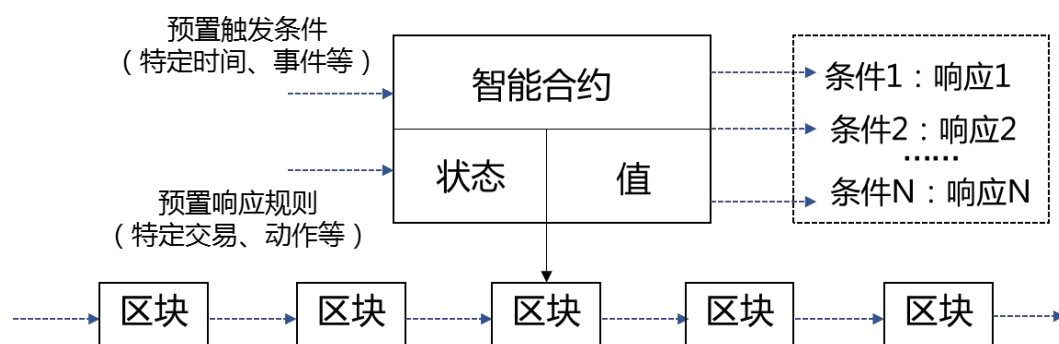 预置触发条件
（特定时间、事件等）
智能合约
状态
值
预置响应规则
（特定交易、动作等）
条件1：响应1
条件2：响应2
……
条件N：响应N
区块
区块
区块
区块
区块